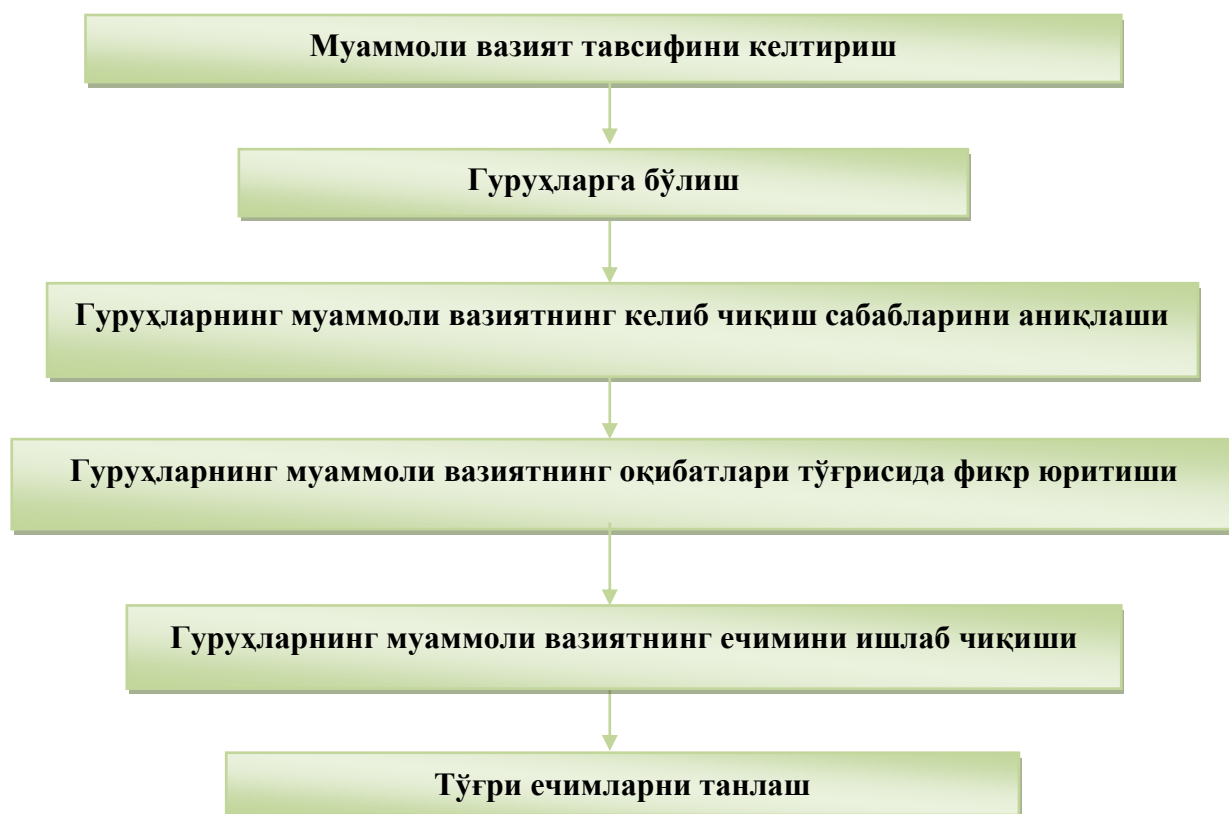 Муаммоли вазият тавсифини келтириш
Гуруҳларга бўлиш
Гуруҳларнинг муаммоли вазиятнинг келиб чиқиш сабабларини аниқлаши
Гуруҳларнинг муаммоли вазиятнинг оқибатлари тўғрисида фикр юритиши
Гуруҳларнинг муаммоли вазиятнинг ечимини ишлаб чиқиши
Тўғри ечимларни танлаш